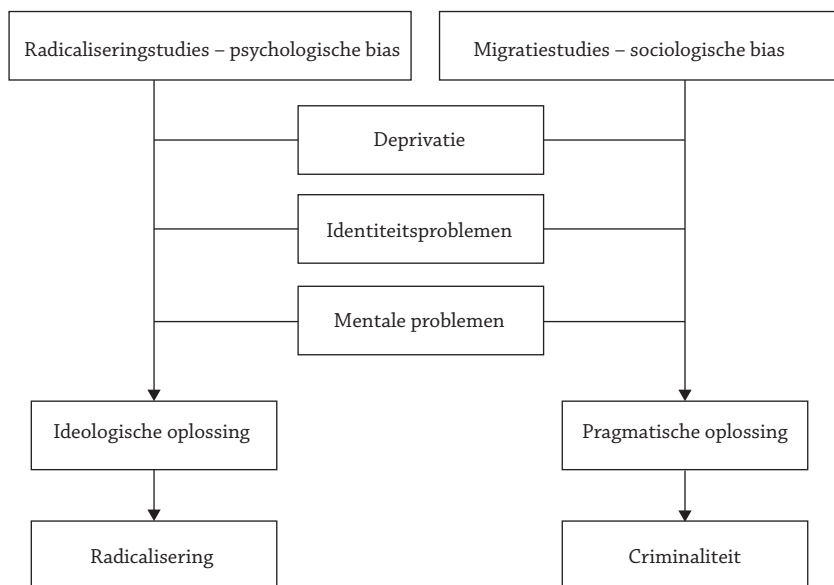 Radicaliseringstudies – psychologische bias
Migratiestudies – sociologische bias
Deprivatie
Identiteitsproblemen
Mentale problemen
Ideologische oplossing
Pragmatische oplossing
Radicalisering
Criminaliteit